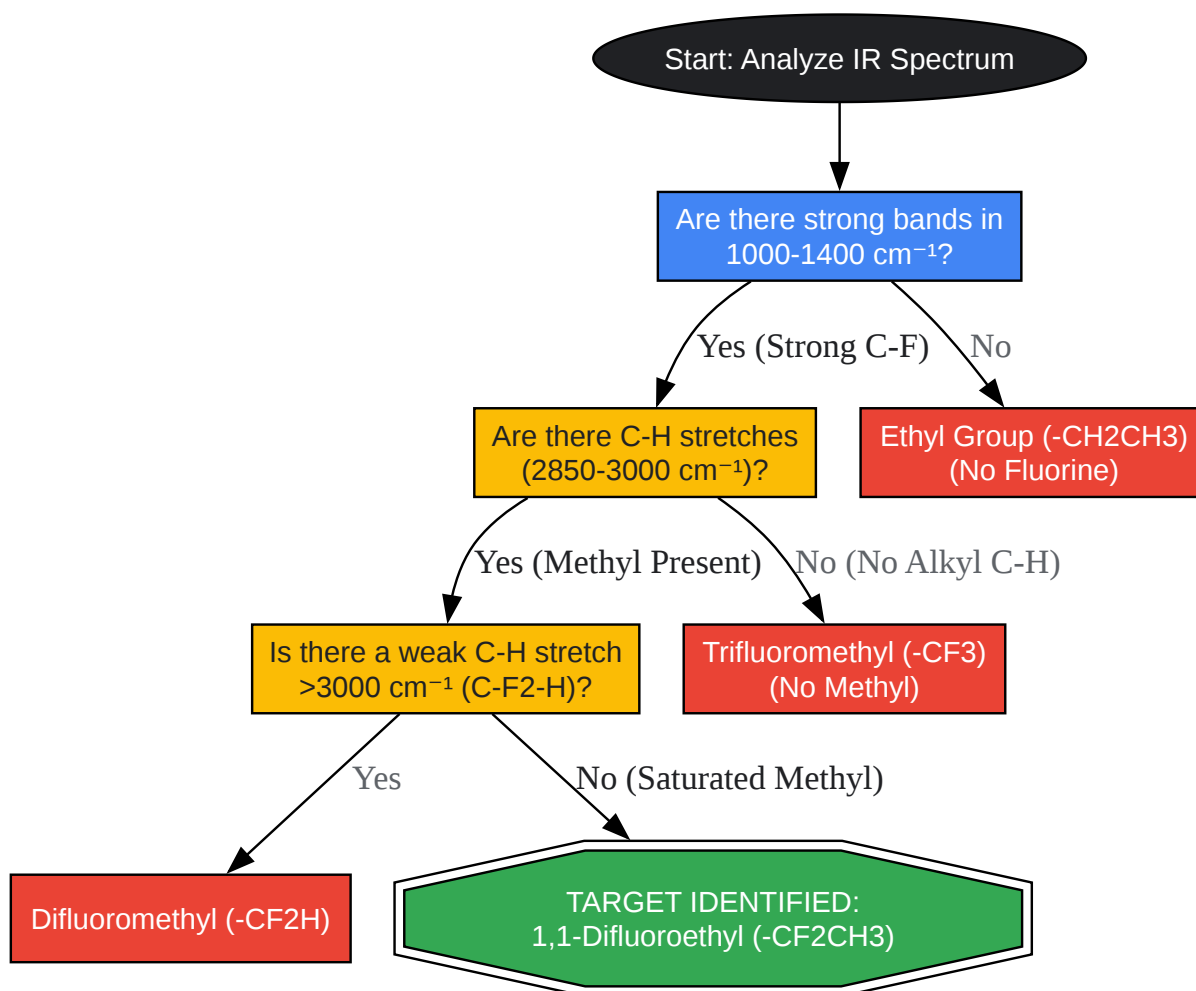 Start: Analyze IR Spectrum
Are there strong bands in
1000-1400 cm⁻¹?
Yes (Strong C-F)
No
Are there C-H stretches
(2850-3000 cm⁻¹)?
Ethyl Group (-CH2CH3)
(No Fluorine)
Yes (Methyl Present)
No (No Alkyl C-H)
Is there a weak C-H stretch
>3000 cm⁻¹ (C-F2-H)?
Trifluoromethyl (-CF3)
(No Methyl)
Yes
No (Saturated Methyl)
Difluoromethyl (-CF2H)
TARGET IDENTIFIED:
1,1-Difluoroethyl (-CF2CH3)